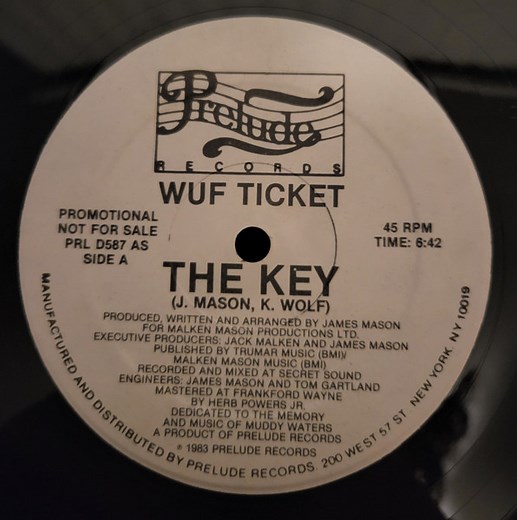 Prelude
RECORDS
WUF TICKET
PROMOTIONAL
NOT FOR SALE
PRL D587 AS
SIDE A
45 RPM
TIME: 6:42
THE KEY
(J. MASON, K. WOLF)
PRODUCED, WRITTEN AND ARRANGED BY JAMES MASON
FOR MALKEN MASON PRODUCTIONS LTD.
EXECUTIVE PRODUCERS: JACK MALKEN AND JAMES MASON
PUBLISHED BY TRUMAR MUSIC (BMI)/
MALKEN MASON MUSIC (BMI)
RECORDED AND MIXED AT SECRET SOUND
ENGINEERS: JAMES MASON AND TOM GARTLAND
MASTERED AT FRANKFORD WAYNE
BY HERB POWERS JR.
DEDICATED TO THE MEMORY
AND MUSIC OF MUDDY WATERS
A PRODUCT OF PRELUDE RECORDS
℗ 1983 PRELUDE RECORDS
MANUFACTURED AND DISTRIBUTED BY PRELUDE RECORDS. 200 WEST 57 ST. NEW YORK. N.Y. 10019